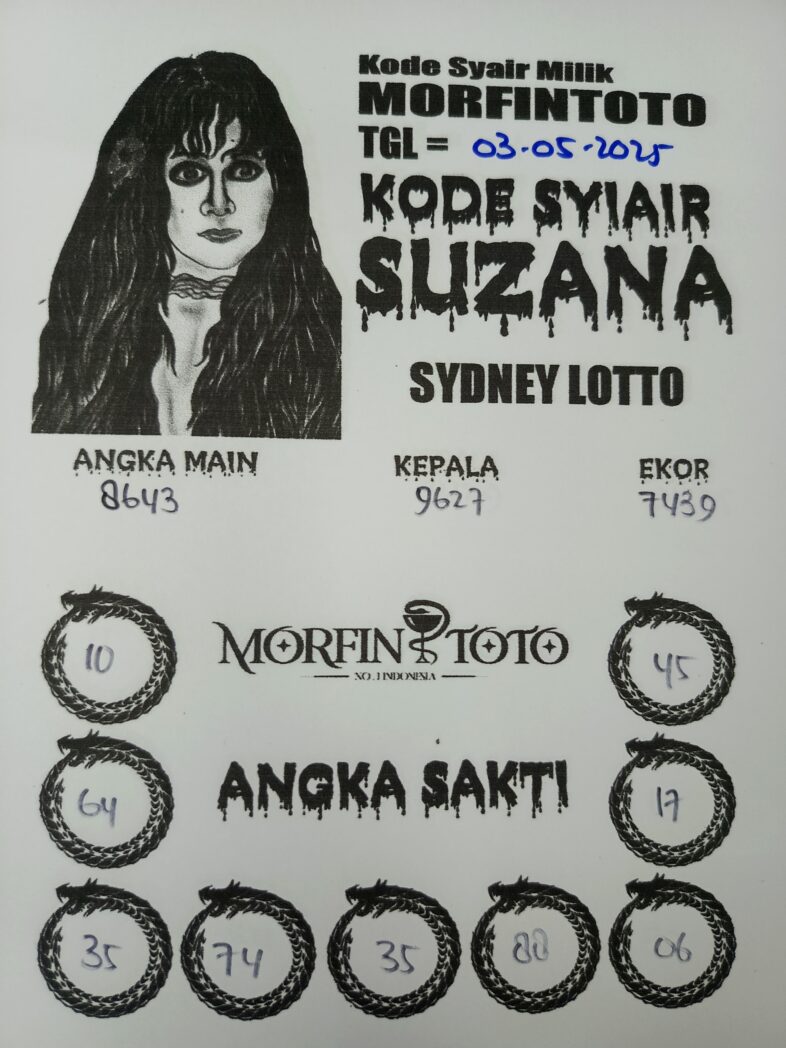 Kode Syair Milik
MORFINTOTO
TGL = 03-05-2025
KODE SYIAIR
SUZANA
SYDNEY LOTTO
ANGKA MAIN
8643
KEPALA
9627
EKOR
7439
10
MORFIN TOTO
NO.1 INDONESIA
45
64
ANGKA SAKTI
17
35
74
35
88
06